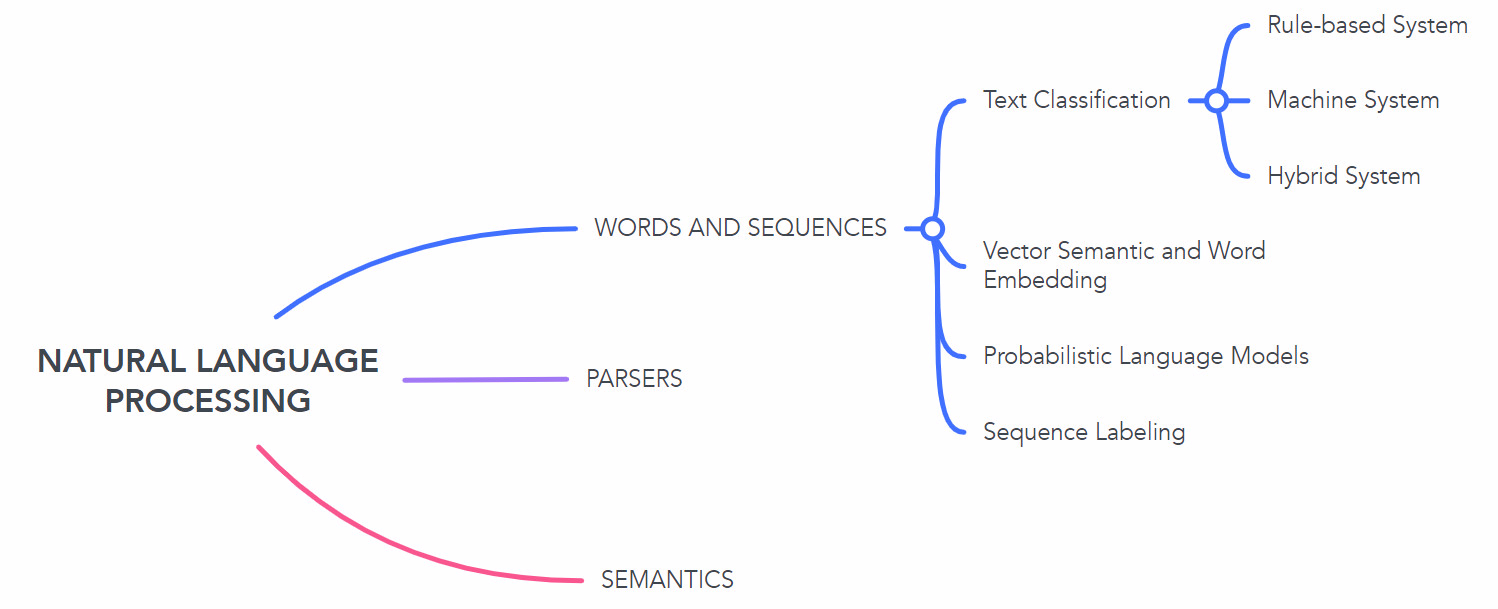 NATURAL LANGUAGE
PROCESSING
WORDS AND SEQUENCES
Text Classification
Rule-based System
Machine System
Hybrid System
Vector Semantic and Word
Embedding
Probabilistic Language Models
Sequence Labeling
PARSERS
SEMANTICS